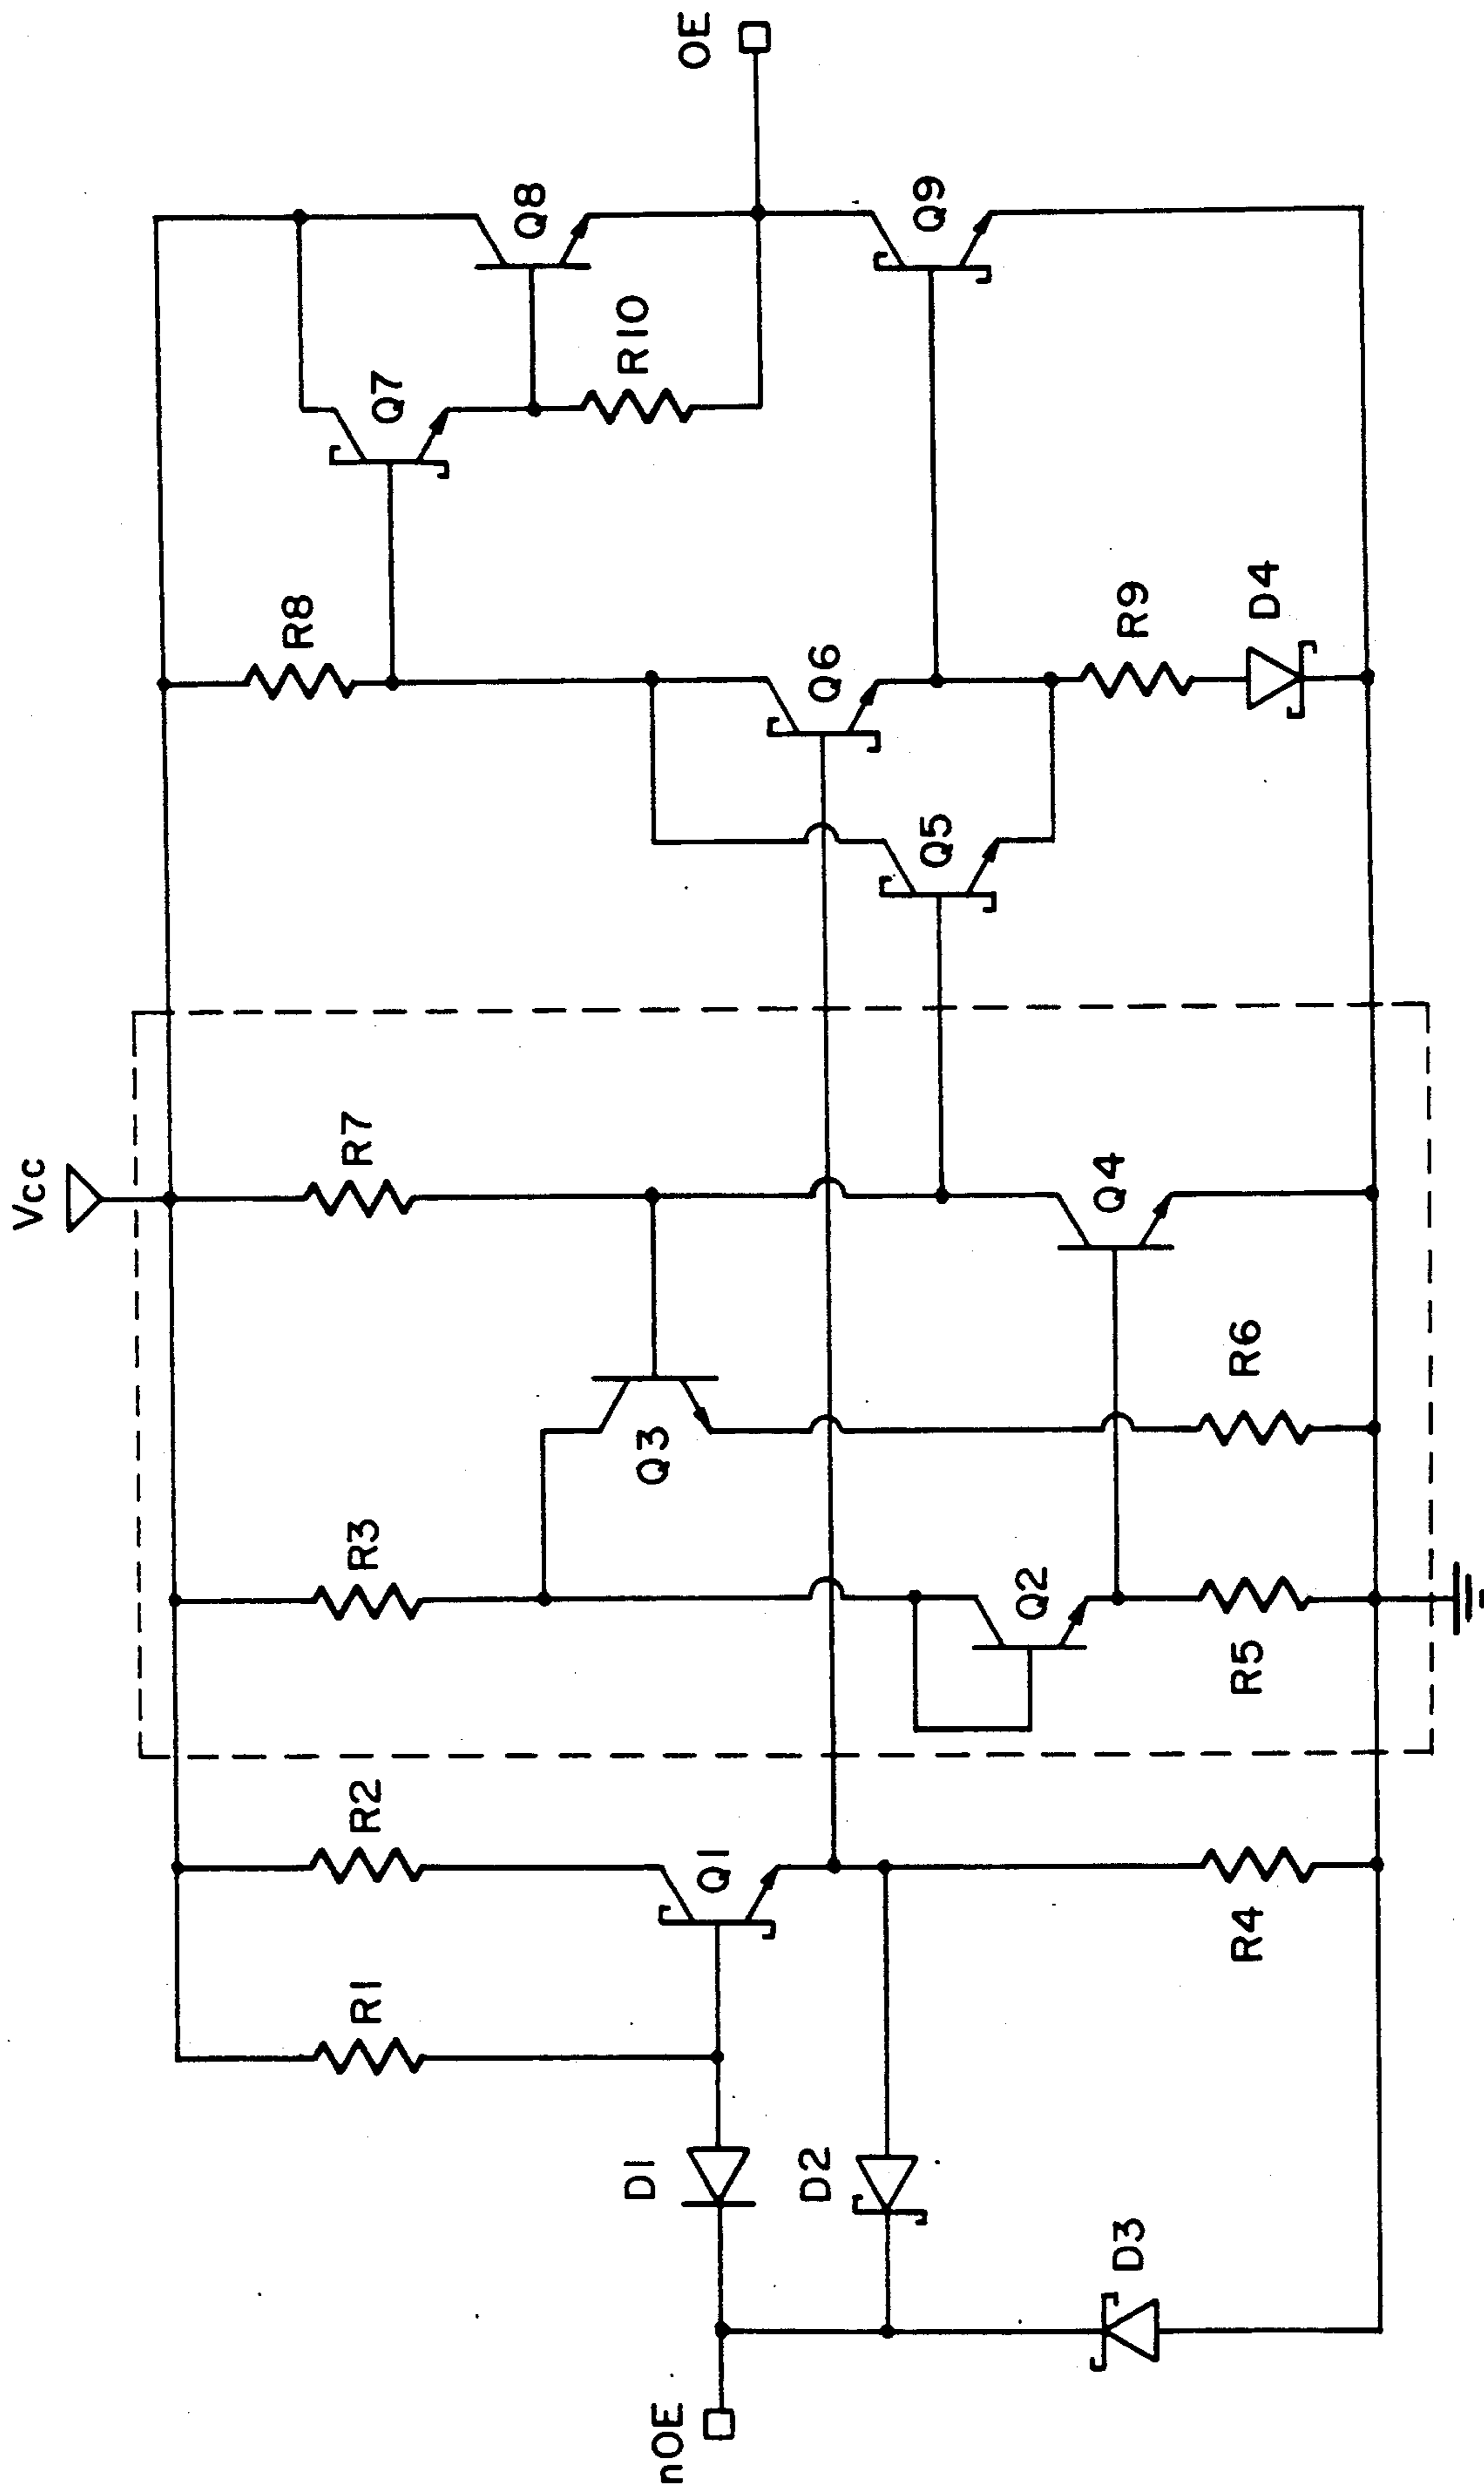 Vcc
nOE
D1
D2
D3
R1
R2
Q1
R4
R3
Q2
R5
Q3
R6
R7
Q4
Q5
Q6
R8
R9
D4
Q7
R10
Q8
Q9
OE